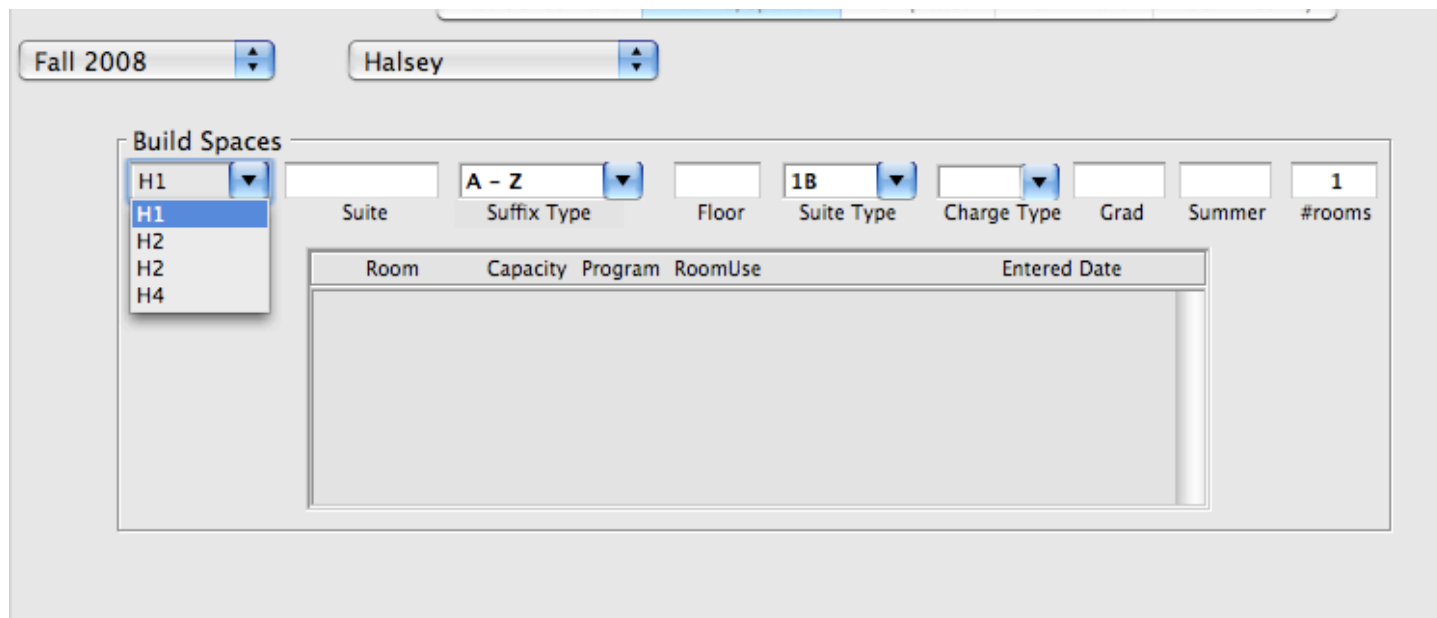 Fall 2008 Halsey
Build Spaces
H1 A - Z 1B 1
Suite Suffix Type Floor Suite Type Charge Type Grad Summer #rooms
H1
H2
H2
H4
Room Capacity Program RoomUse Entered Date